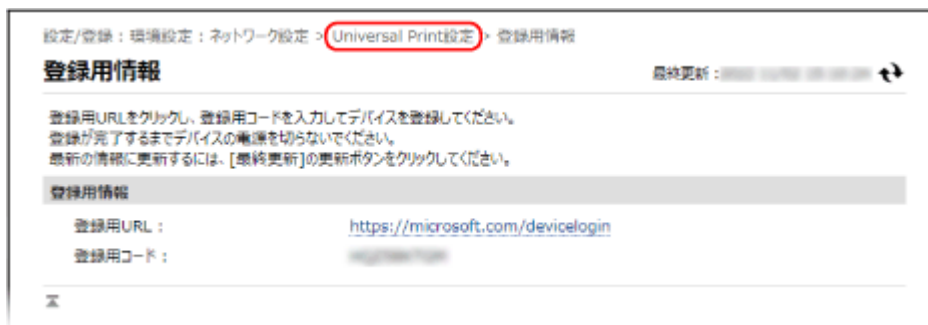 設定/登録 : 環境設定 : ネットワーク設定 > Universal Print設定 > 登録用情報
登録用情報
最終更新 :
登録用URLをクリックし、登録用コードを入力してデバイスを登録してください。
登録が完了するまでデバイスの電源を切らないでください。
最新の情報に更新するには、[最終更新]の更新ボタンをクリックしてください。
登録用情報
登録用URL : https://microsoft.com/devicelogin
登録用コード :